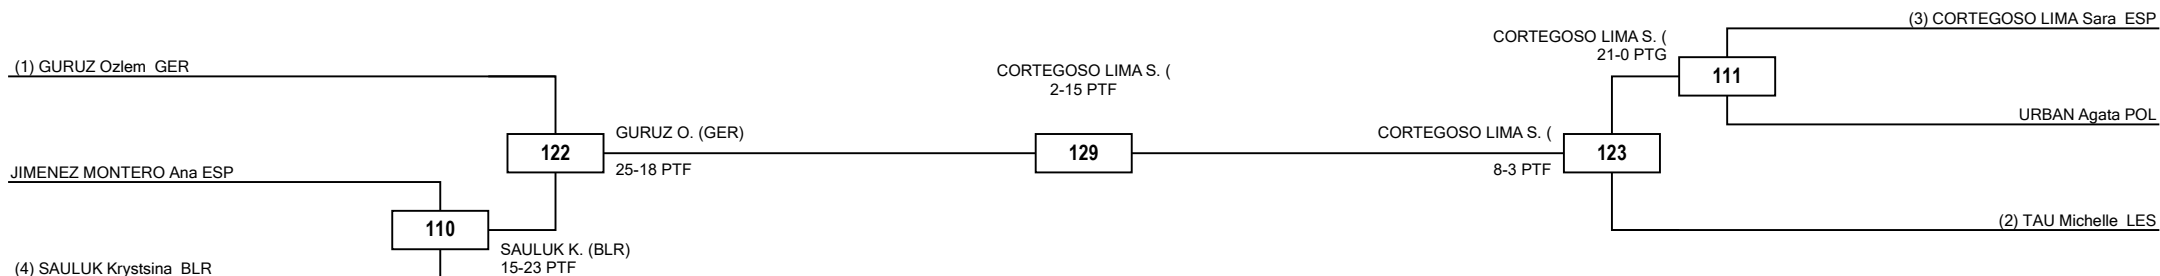 (3) CORTEGOSO LIMA Sara ESP
CORTEGOSO LIMA S. (
21-0 PTG
(1) GURUZ Ozlem GER
CORTEGOSO LIMA S. (
2-15 PTF
111
URBAN Agata POL
GURUZ O. (GER)
CORTEGOSO LIMA S. (
122
129
123
25-18 PTF
8-3 PTF
JIMENEZ MONTERO Ana ESP
110
(2) TAU Michelle LES
SAULUK K. (BLR)
15-23 PTF
(4) SAULUK Krystsina BLR